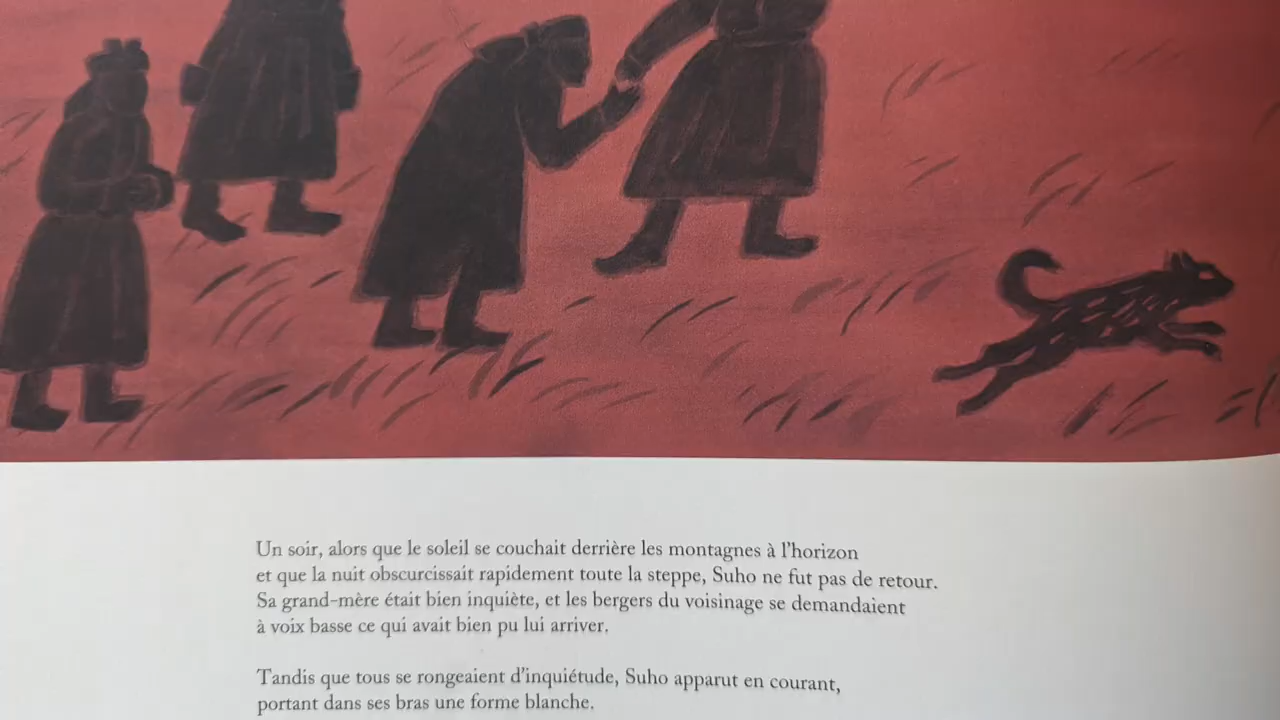 Un soir, alors que le soleil se couchait derrière les montagnes à l'horizon
et que la nuit obscurcissait rapidement toute la steppe, Suho ne fut pas de retour.
Sa grand-mère était bien inquiète, et les bergers du voisinage se demandaient
à voix basse ce qui avait bien pu lui arriver.
Tandis que tous se rongeaient d'inquiétude, Suho apparut en courant,
portant dans ses bras une forme blanche.